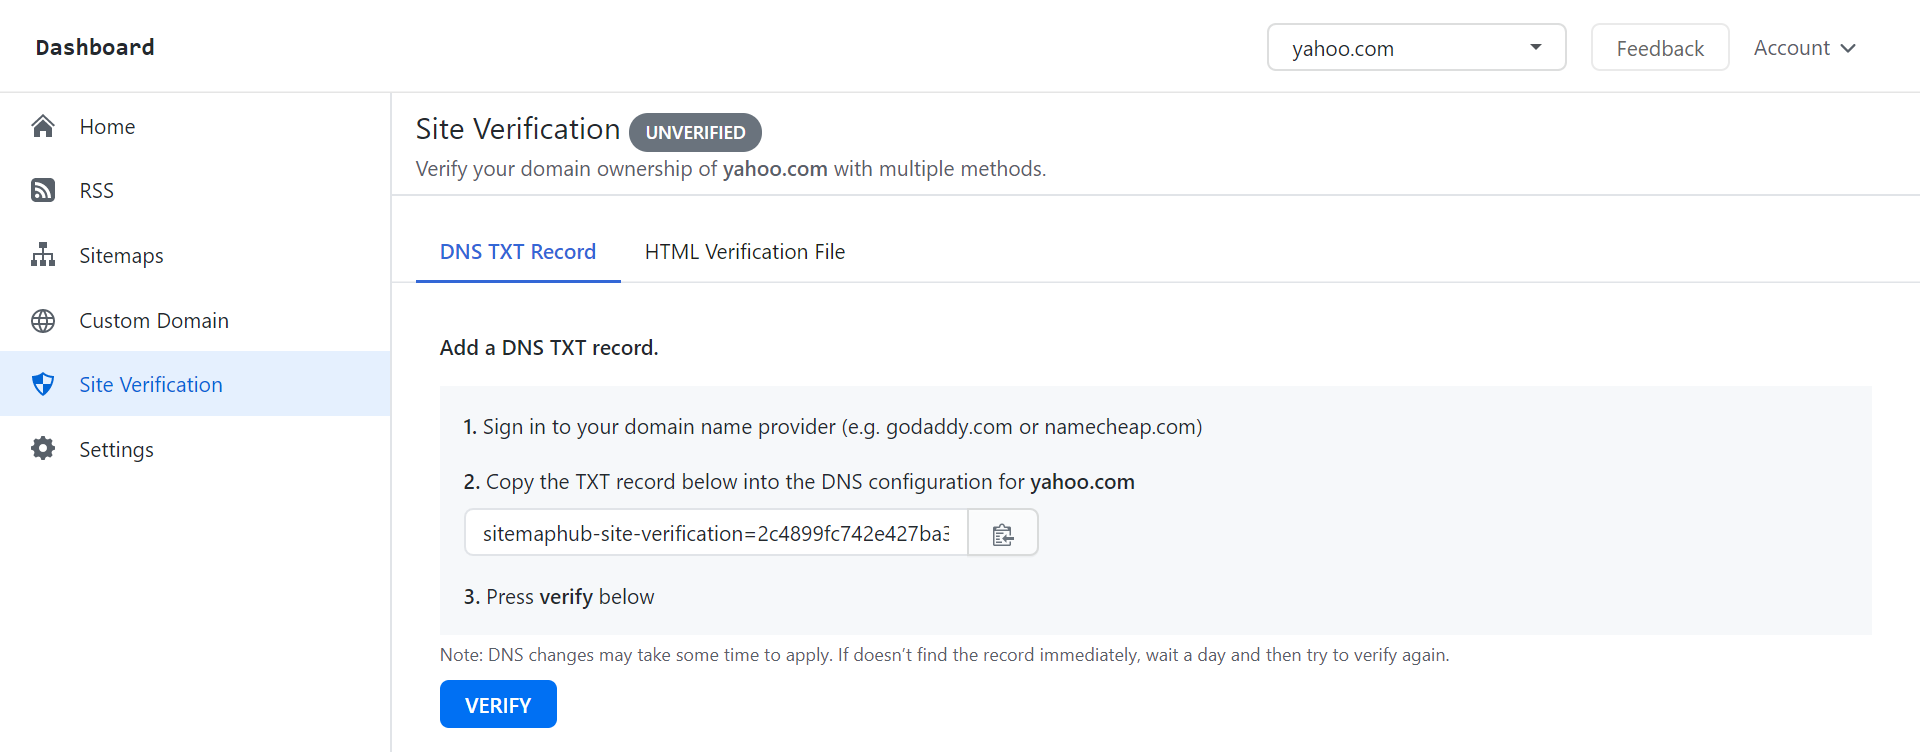 Dashboard
yahoo.com
Feedback
Account
Home
RSS
Sitemaps
Custom Domain
Site Verification
Settings
Site Verification UNVERIFIED
Verify your domain ownership of yahoo.com with multiple methods.
DNS TXT Record
HTML Verification File
Add a DNS TXT record.
1. Sign in to your domain name provider (e.g. godaddy.com or namecheap.com)
2. Copy the TXT record below into the DNS configuration for yahoo.com
sitemaphub-site-verification=2c4899fc742e427ba3
3. Press verify below
Note: DNS changes may take some time to apply. If doesn’t find the record immediately, wait a day and then try to verify again.
VERIFY